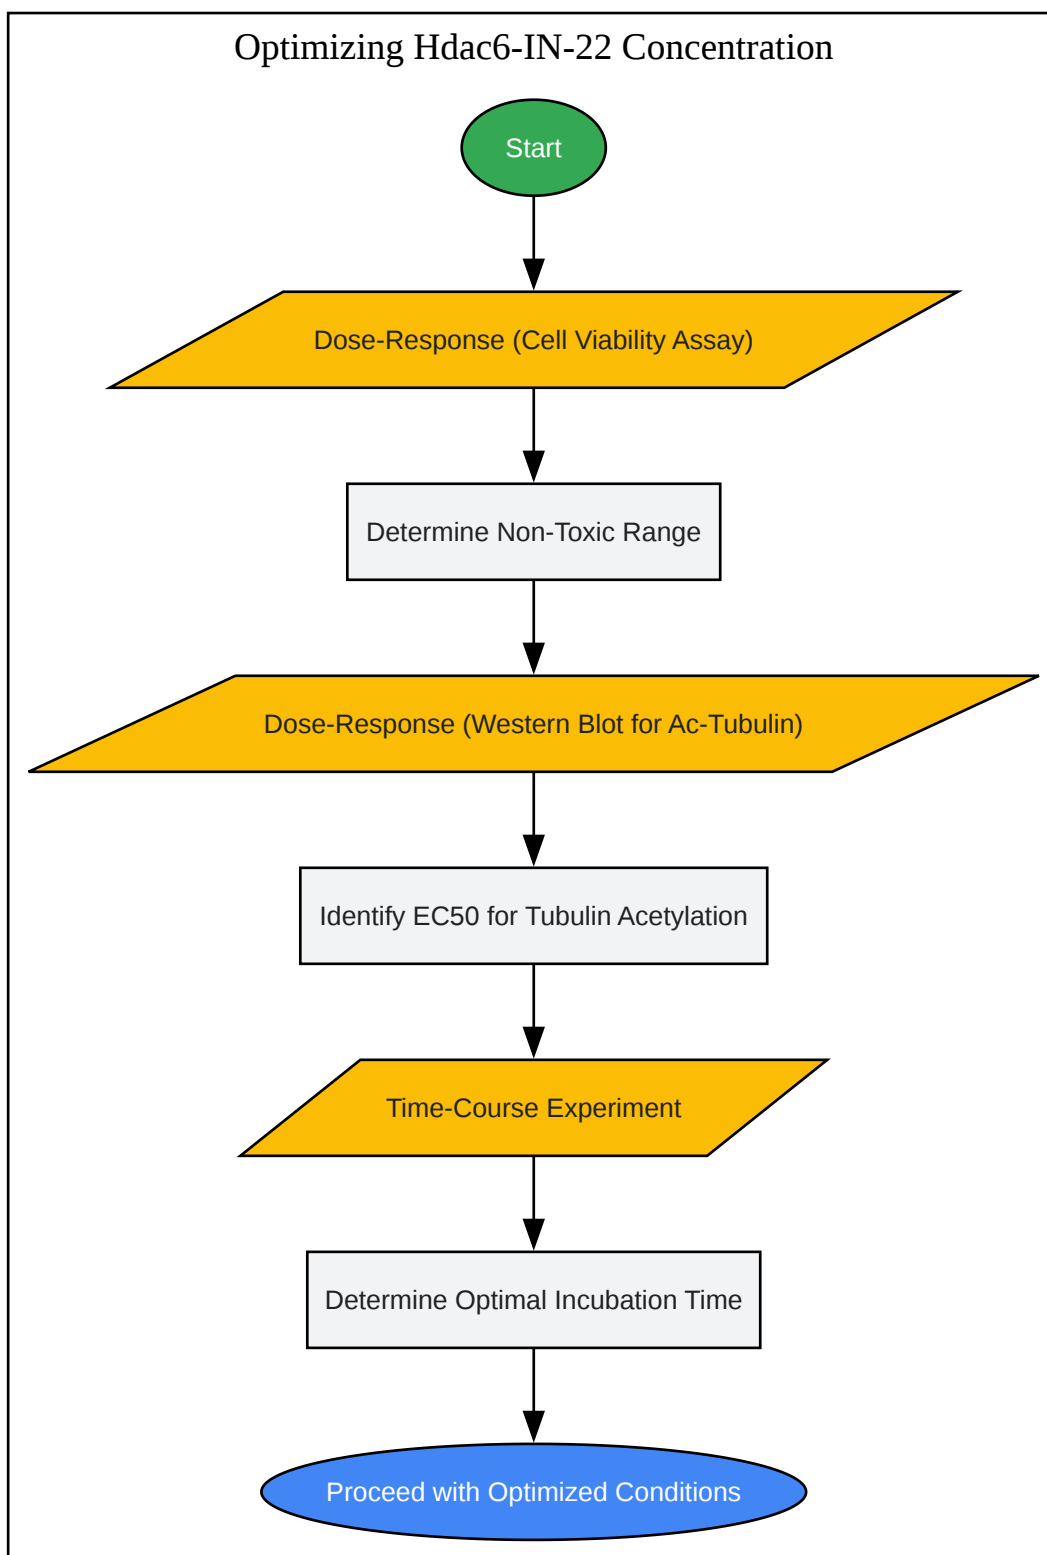 Optimizing Hdac6-IN-22 Concentration
Start
Dose-Response (Cell Viability Assay)
Determine Non-Toxic Range
Dose-Response (Western Blot for Ac-Tubulin)
Identify EC50 for Tubulin Acetylation
Time-Course Experiment
Determine Optimal Incubation Time
Proceed with Optimized Conditions